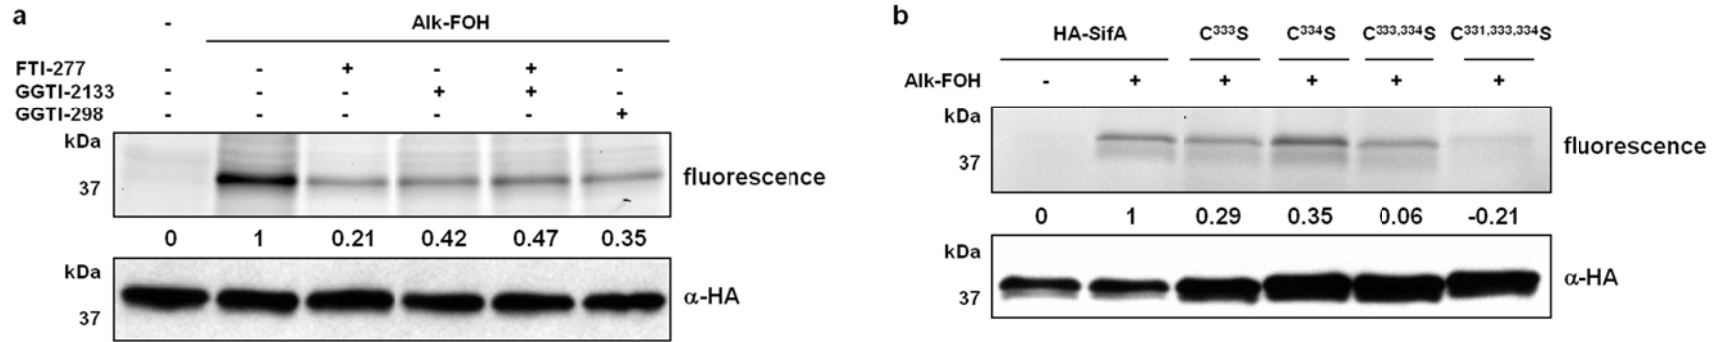 a
- Alk-FOH
FTI-277 - - + - + -
GGTI-2133 - - - + + -
GGTI-298 - - - - - +
kDa
37
fluorescence
0 1 0.21 0.42 0.47 0.35
kDa
37
α-HA
b
HA-SifA C³³³S C³³⁴S C³³³,³³⁴S C³³¹,³³³,³³⁴S
Alk-FOH - + + + + +
kDa
37
fluorescence
0 1 0.29 0.35 0.06 -0.21
kDa
37
α-HA